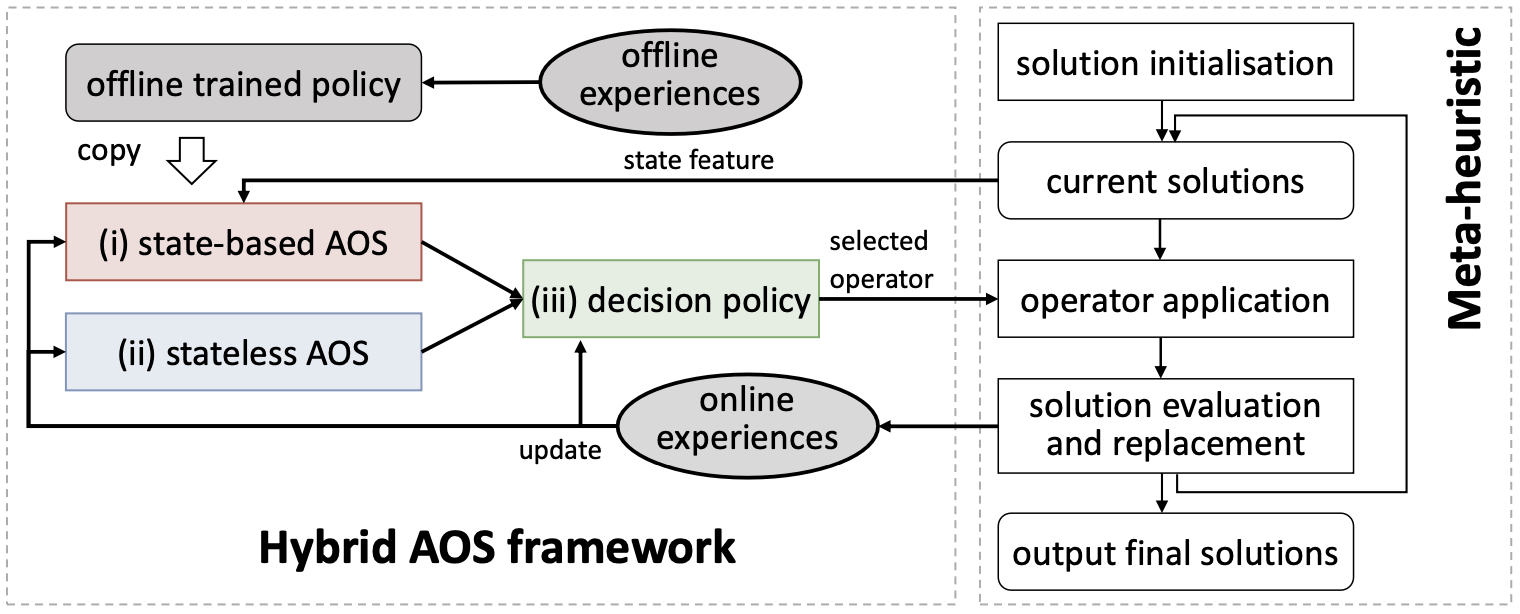 offline trained policy
offline
experiences
copy
state feature
(i) state-based AOS
(ii) stateless AOS
(iii) decision policy
selected
operator
online
experiences
update
Hybrid AOS framework
solution initialisation
current solutions
operator application
solution evaluation
and replacement
output final solutions
Meta-heuristic